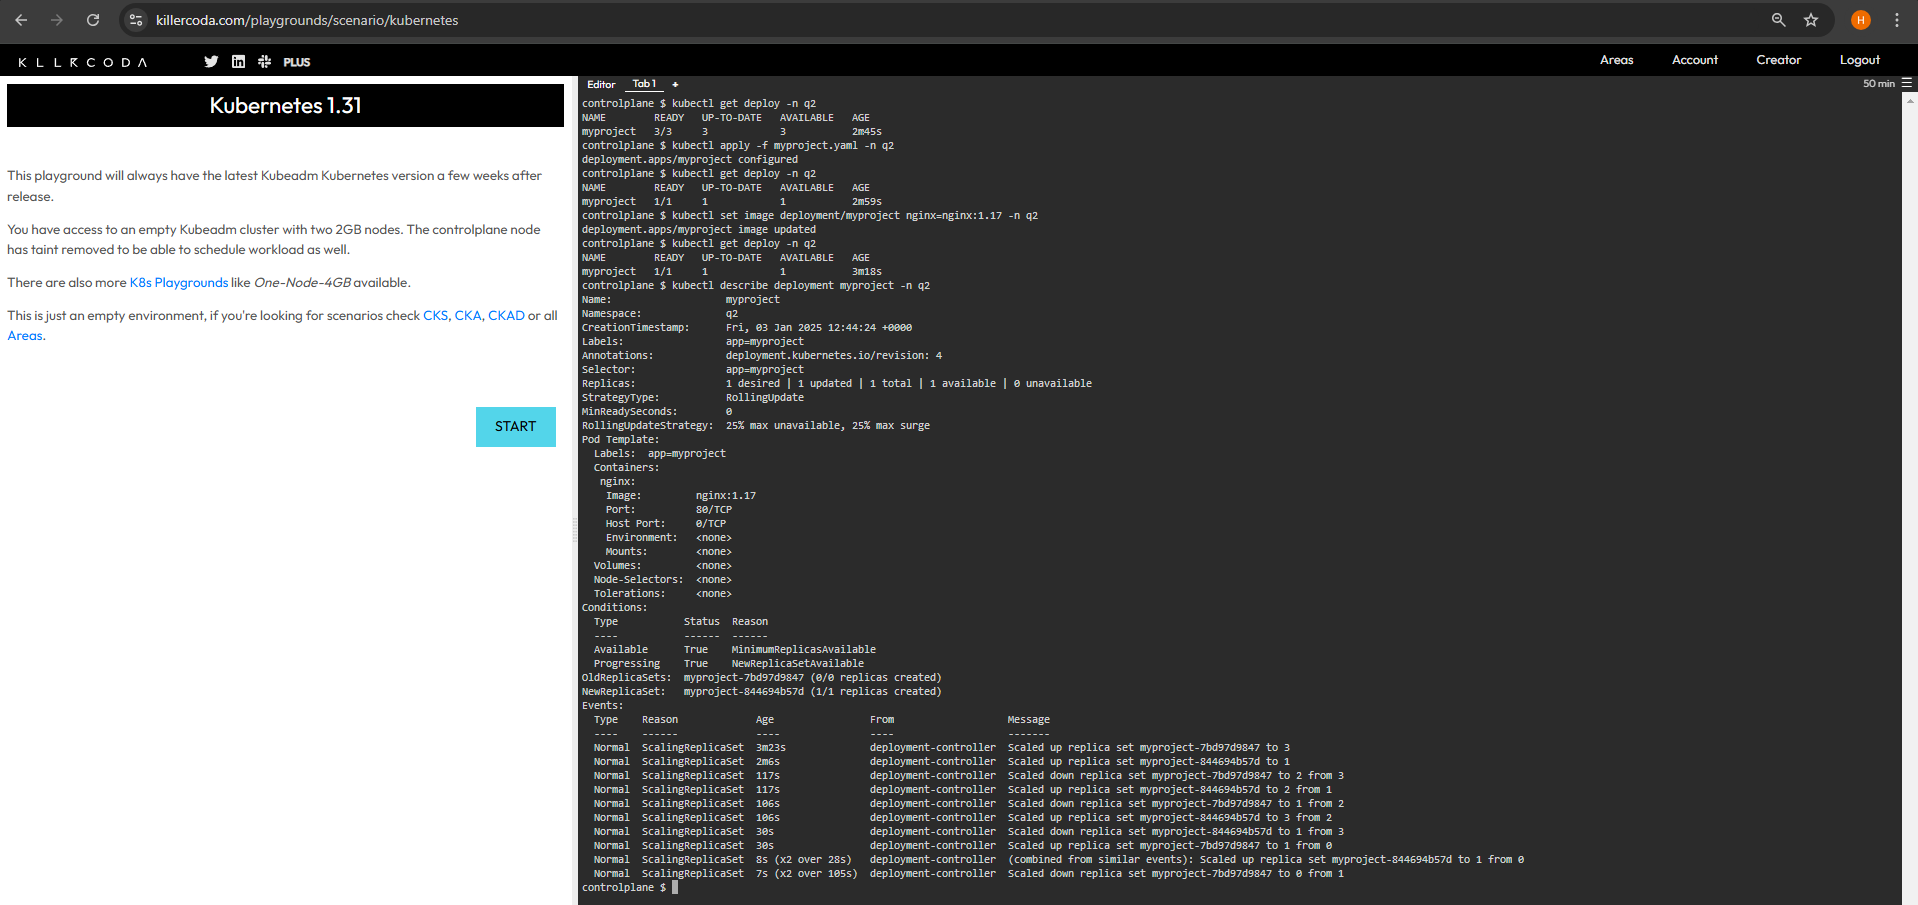 killercoda.com/playgrounds/scenario/kubernetes
H
KLLRCODA
PLUS
Areas
Account
Creator
Logout
Kubernetes 1.31
This playground will always have the latest Kubeadm Kubernetes version a few weeks after
release.
You have access to an empty Kubeadm cluster with two 2GB nodes. The controlplane node
has taint removed to be able to schedule workload as well.
There are also more K8s Playgrounds like One-Node-4GB available.
This is just an empty environment, if you're looking for scenarios check CKS, CKA, CKAD or all
Areas.
START
Editor Tab 1 +
50 min
controlplane $ kubectl get deploy -n q2
NAME READY UP-TO-DATE AVAILABLE AGE
myproject 3/3 3 3 2m45s
controlplane $ kubectl apply -f myproject.yaml -n q2
deployment.apps/myproject configured
controlplane $ kubectl get deploy -n q2
NAME READY UP-TO-DATE AVAILABLE AGE
myproject 1/1 1 1 2m59s
controlplane $ kubectl set image deployment/myproject nginx=nginx:1.17 -n q2
deployment.apps/myproject image updated
controlplane $ kubectl get deploy -n q2
NAME READY UP-TO-DATE AVAILABLE AGE
myproject 1/1 1 1 3m18s
controlplane $ kubectl describe deployment myproject -n q2
Name: myproject
Namespace: q2
CreationTimestamp: Fri, 03 Jan 2025 12:44:24 +0000
Labels: app=myproject
Annotations: deployment.kubernetes.io/revision: 4
Selector: app=myproject
Replicas: 1 desired | 1 updated | 1 total | 1 available | 0 unavailable
StrategyType: RollingUpdate
MinReadySeconds: 0
RollingUpdateStrategy: 25% max unavailable, 25% max surge
Pod Template:
Labels: app=myproject
Containers:
nginx:
Image: nginx:1.17
Port: 80/TCP
Host Port: 0/TCP
Environment: <none>
Mounts: <none>
Volumes: <none>
Node-Selectors: <none>
Tolerations: <none>
Conditions:
Type Status Reason
---- ------ ------
Available True MinimumReplicasAvailable
Progressing True NewReplicaSetAvailable
OldReplicaSets: myproject-7bd97d9847 (0/0 replicas created)
NewReplicaSet: myproject-844694b57d (1/1 replicas created)
Events:
Type Reason Age From Message
---- ------ ---- ---- -------
Normal ScalingReplicaSet 3m23s deployment-controller Scaled up replica set myproject-7bd97d9847 to 3
Normal ScalingReplicaSet 2m6s deployment-controller Scaled up replica set myproject-844694b57d to 1
Normal ScalingReplicaSet 117s deployment-controller Scaled down replica set myproject-7bd97d9847 to 2 from 3
Normal ScalingReplicaSet 117s deployment-controller Scaled up replica set myproject-844694b57d to 2 from 1
Normal ScalingReplicaSet 106s deployment-controller Scaled down replica set myproject-7bd97d9847 to 1 from 2
Normal ScalingReplicaSet 106s deployment-controller Scaled up replica set myproject-844694b57d to 3 from 2
Normal ScalingReplicaSet 30s deployment-controller Scaled down replica set myproject-844694b57d to 1 from 3
Normal ScalingReplicaSet 30s deployment-controller Scaled up replica set myproject-7bd97d9847 to 1 from 0
Normal ScalingReplicaSet 8s (x2 over 28s) deployment-controller (combined from similar events): Scaled up replica set myproject-844694b57d to 1 from 0
Normal ScalingReplicaSet 7s (x2 over 105s) deployment-controller Scaled down replica set myproject-7bd97d9847 to 0 from 1
controlplane $